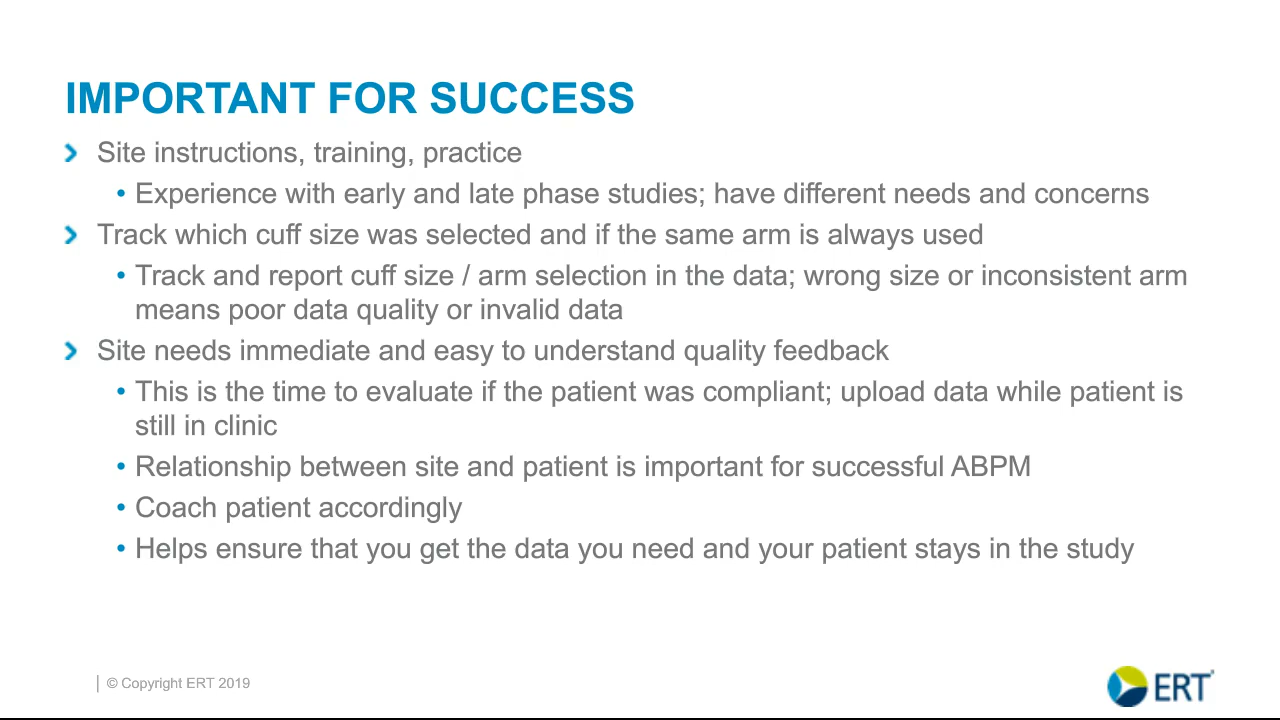 IMPORTANT FOR SUCCESS
Site instructions, training, practice
• Experience with early and late phase studies; have different needs and concerns
Track which cuff size was selected and if the same arm is always used
• Track and report cuff size / arm selection in the data; wrong size or inconsistent arm
means poor data quality or invalid data
Site needs immediate and easy to understand quality feedback
• This is the time to evaluate if the patient was compliant; upload data while patient is
still in clinic
• Relationship between site and patient is important for successful ABPM
• Coach patient accordingly
• Helps ensure that you get the data you need and your patient stays in the study
© Copyright ERT 2019
ERT